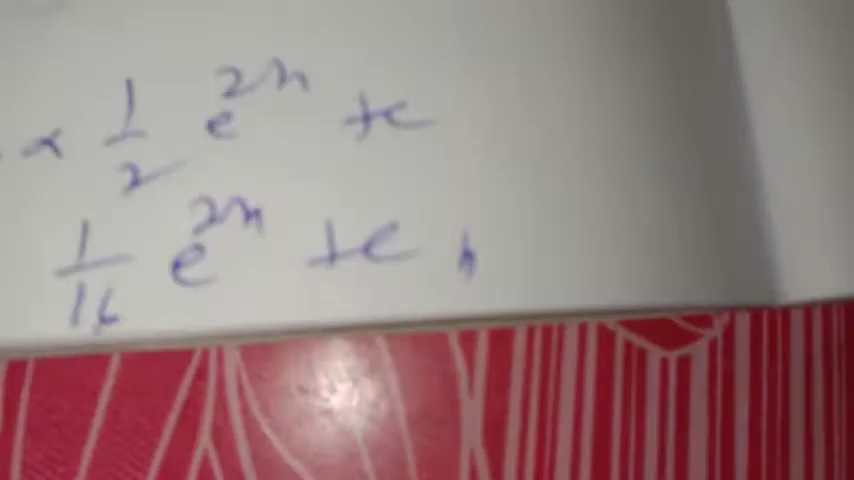 x 1/2 e^2x + c
1/16 e^2x + c,